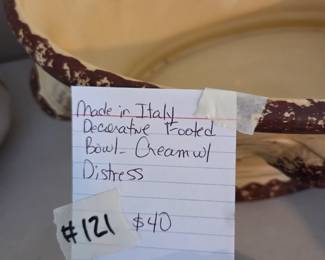 Made in Italy
Decorative Footed
Bowl - Cream w/
Distress
#121 $40